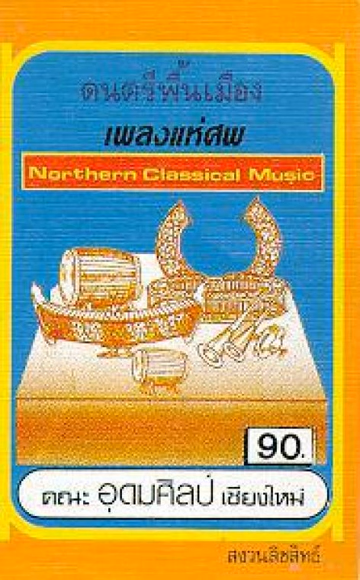 ดนตรีพื้นเมือง
เพลงแห่ศพ
Northern Classical Music
90.
คณะ อุดมศิลป์ เชียงใหม่
สงวนลิขสิทธิ์